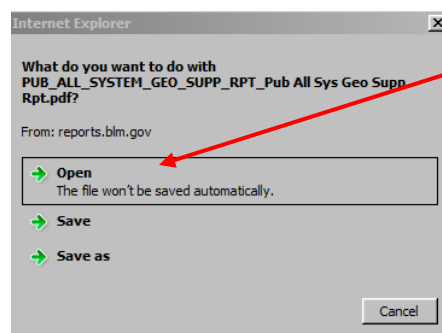 Internet Explorer
What do you want to do with
PUB_ALL_SYSTEM_GEO_SUPP_RPT_Pub All Sys Geo Supp
Rpt.pdf?
From: reports.blm.gov
Open
The file won't be saved automatically.
Save
Save as
Cancel